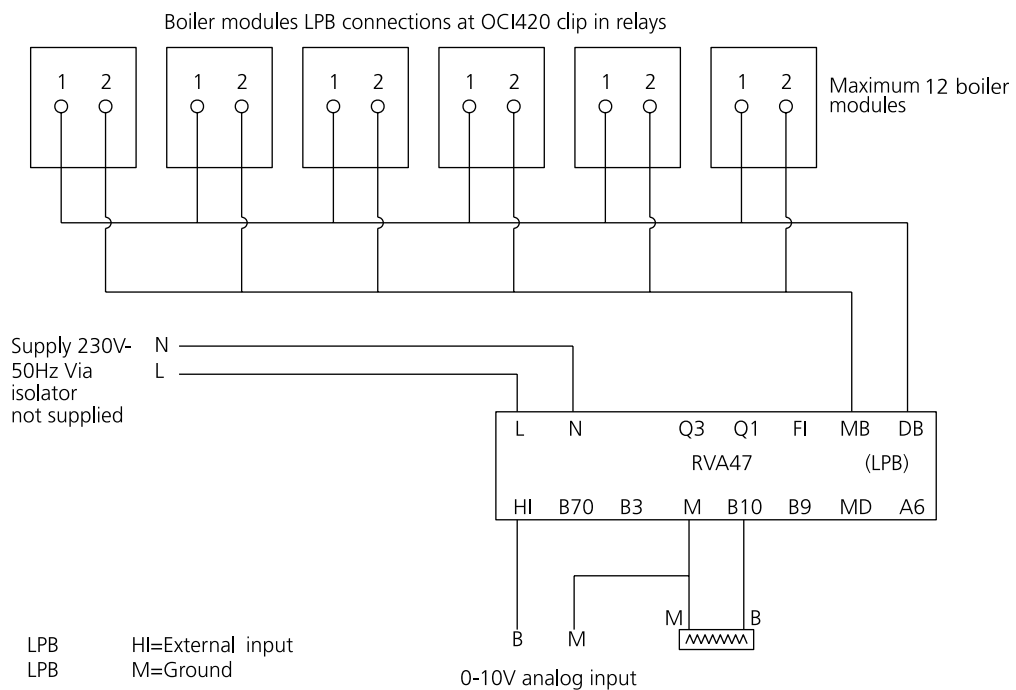 Boiler modules LPB connections at OCI420 clip in relays
1 2 1 2 1 2 1 2 1 2 1 2
Maximum 12 boiler
modules
Supply 230V- N
50Hz Via L
isolator
not supplied
L N Q3 Q1 FI MB DB
RVA47 (LPB)
HI B70 B3 M B10 B9 MD A6
M B
B M
LPB HI=External input
LPB M=Ground
0-10V analog input